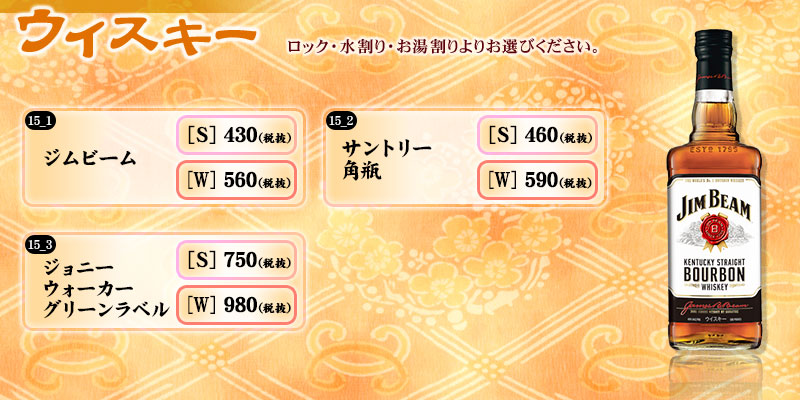 ウィスキー
ロック・水割り・お湯割りよりお選びください。
15_1
ジムビーム
[S] 430(税抜)
[W] 560(税抜)
15_2
サントリー
角瓶
[S] 460(税抜)
[W] 590(税抜)
15_3
ジョニー
ウォーカー
グリーンラベル
[S] 750(税抜)
[W] 980(税抜)
ESTD 1795
JIM BEAM
B
KENTUCKY STRAIGHT
BOURBON
WHISKEY
ウイスキー